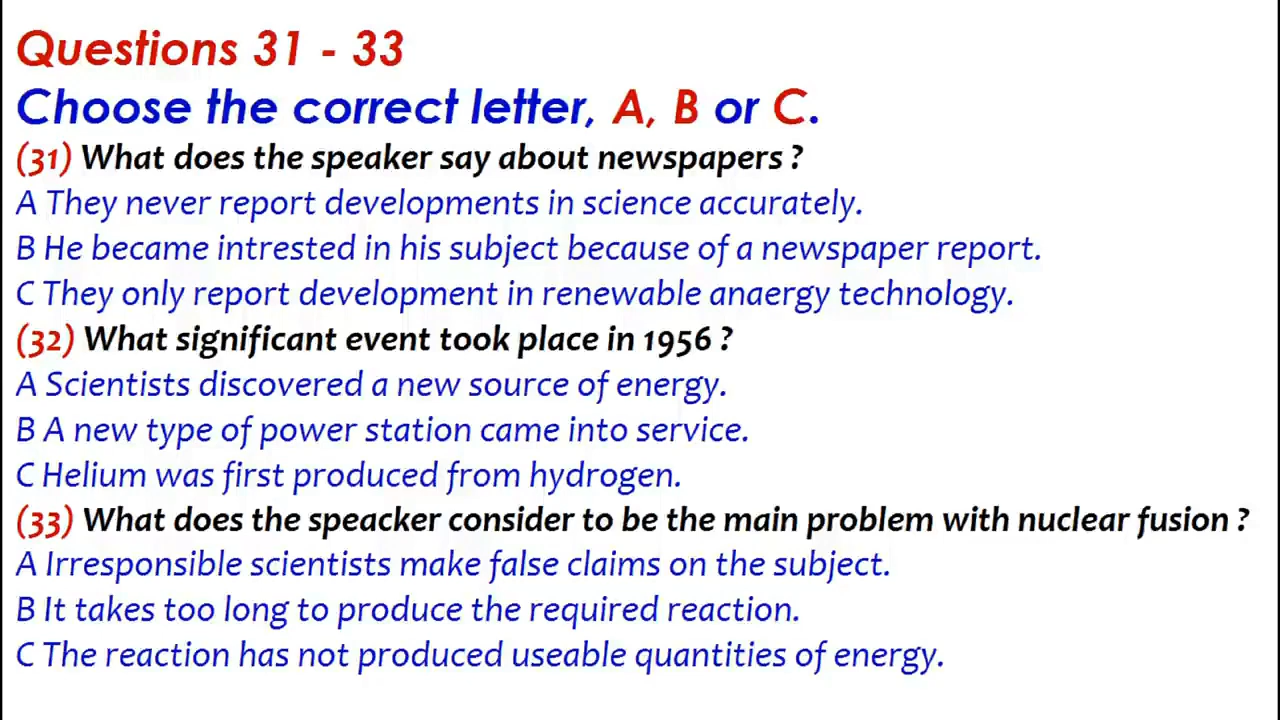 Questions 31 - 33
Choose the correct letter, A, B or C.
(31) What does the speaker say about newspapers ?
A They never report developments in science accurately.
B He became intrested in his subject because of a newspaper report.
C They only report development in renewable anaergy technology.
(32) What significant event took place in 1956 ?
A Scientists discovered a new source of energy.
B A new type of power station came into service.
C Helium was first produced from hydrogen.
(33) What does the speacker consider to be the main problem with nuclear fusion ?
A Irresponsible scientists make false claims on the subject.
B It takes too long to produce the required reaction.
C The reaction has not produced useable quantities of energy.